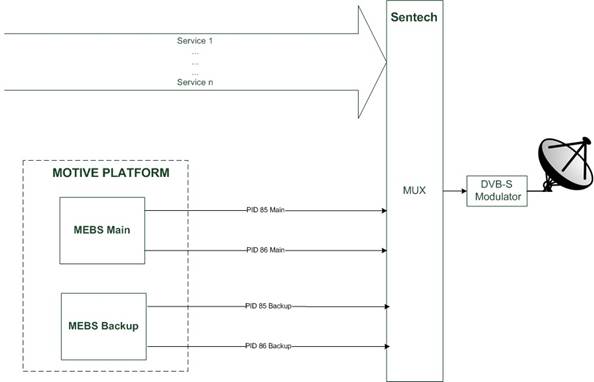 Sentech
Service 1
...
...
...
Service n
MOTIVE PLATFORM
MEBS Main
PID 85 Main
PID 86 Main
MEBS Backup
PID 85 Backup
PID 86 Backup
MUX
DVB-S
Modulator